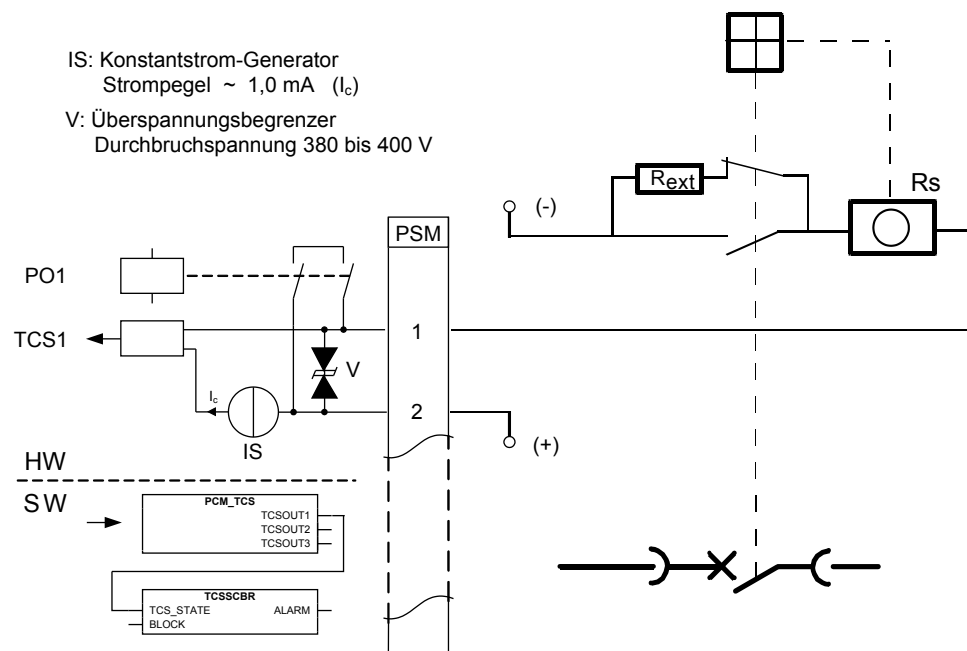 IS: Konstantstrom-Generator
Strompegel ~ 1,0 mA (Ic)
V: Überspannungsbegrenzer
Durchbruchspannung 380 bis 400 V
Rext
Rs
(-)
PSM
PO1
1
TCS1
V
Ic
2
IS
(+)
HW
SW
PCM_TCS
TCSOUT1
TCSOUT2
TCSOUT3
TCSSCBR
TCS_STATE ALARM
BLOCK